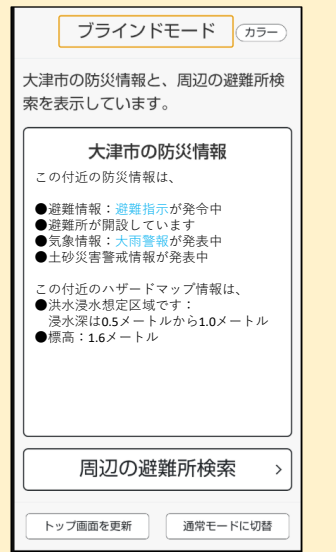 ブラインドモード カラー
大津市の防災情報と、周辺の避難所検
索を表示しています。
大津市の防災情報
この付近の防災情報は、
●避難情報：避難指示が発令中
●避難所が開設しています
●気象情報：大雨警報が発表中
●土砂災害警戒情報が発表中
この付近のハザードマップ情報は、
●洪水浸水想定区域です：
浸水深は0.5メートルから1.0メートル
●標高：1.6メートル
周辺の避難所検索 >
トップ画面を更新 通常モードに切替